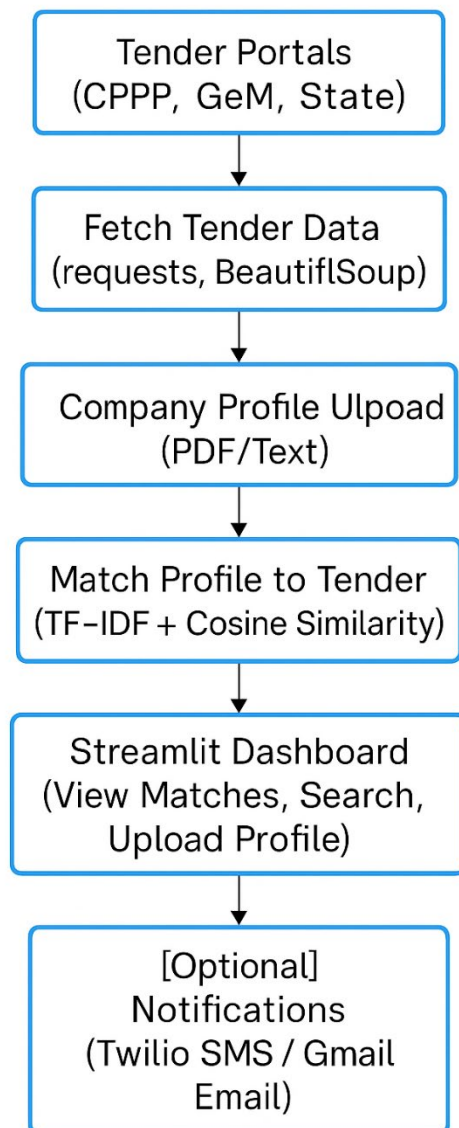 Tender Portals
(CPPP, GeM, State)
Fetch Tender Data
(requests, BeautiflSoup)
Company Profile Ulpoad
(PDF/Text)
Match Profile to Tender
(TF-IDF + Cosine Similarity)
Streamlit Dashboard
(View Matches, Search,
Upload Profile)
[Optional]
Notifications
(Twilio SMS / Gmail
Email)